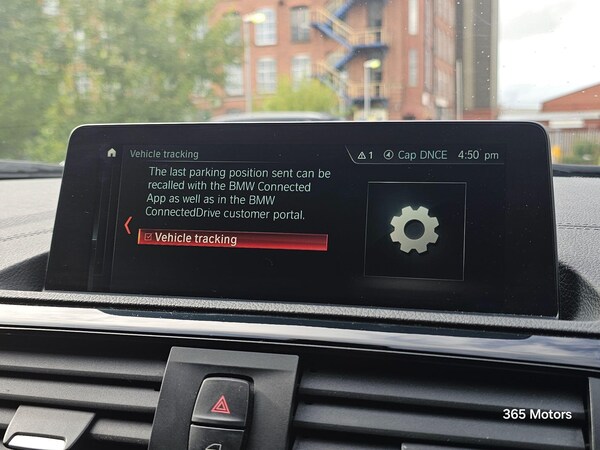 Vehicle tracking
1 Cap DNCE 4:50 pm
The last parking position sent can be
recalled with the BMW Connected
App as well as in the BMW
ConnectedDrive customer portal.
Vehicle tracking
365 Motors